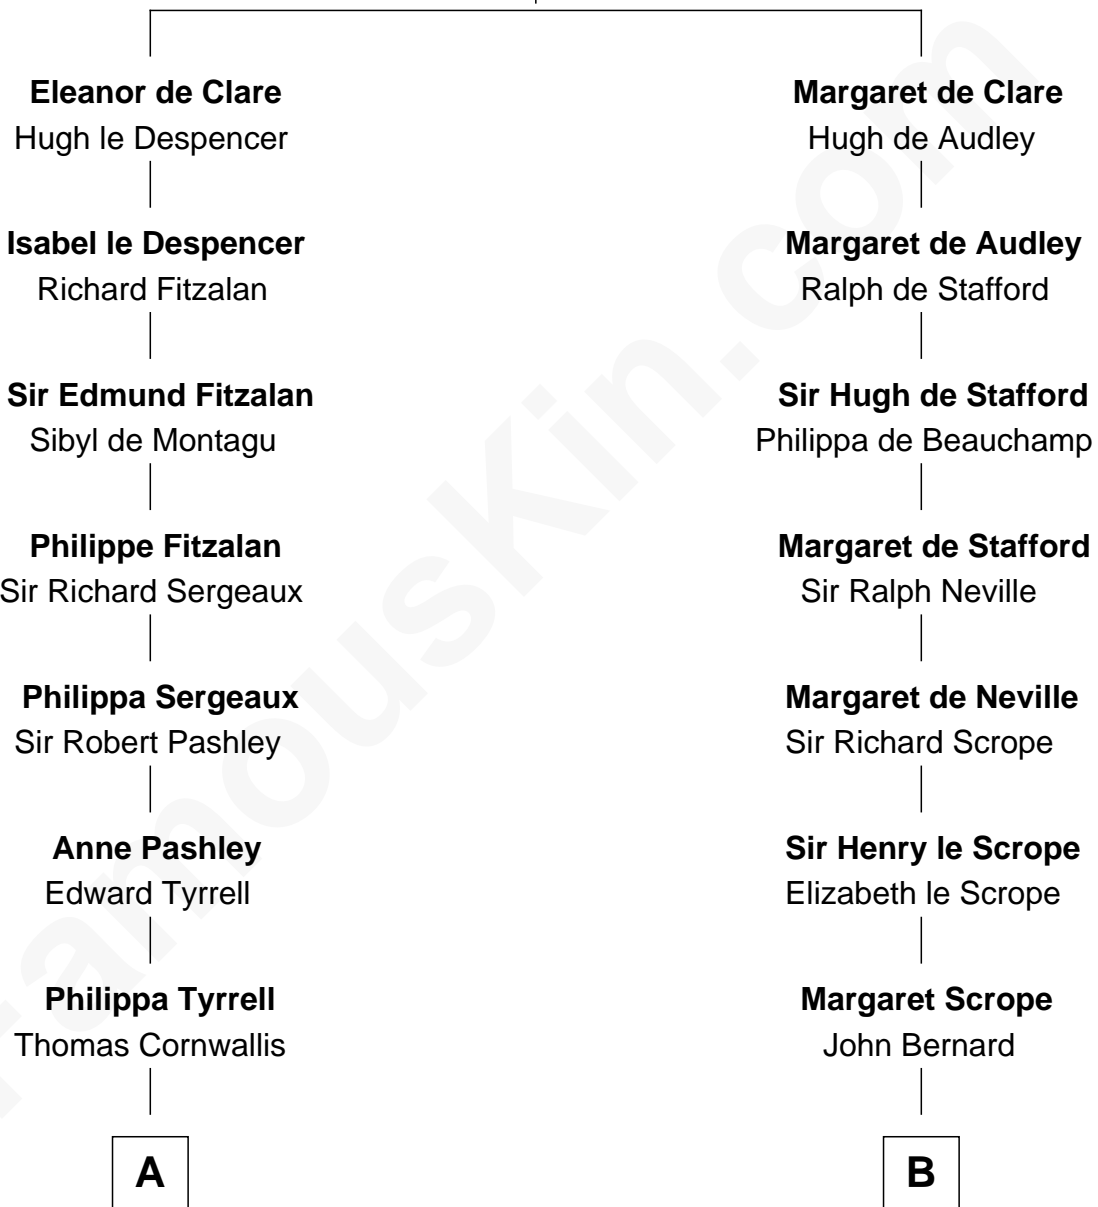 Eleanor de Clare
Hugh le Despencer
Isabel le Despencer
Richard Fitzalan
Sir Edmund Fitzalan
Sibyl de Montagu
Philippe Fitzalan
Sir Richard Sergeaux
Philippa Sergeaux
Sir Robert Pashley
Anne Pashley
Edward Tyrrell
Philippa Tyrrell
Thomas Cornwallis
A
Margaret de Clare
Hugh de Audley
Margaret de Audley
Ralph de Stafford
Sir Hugh de Stafford
Philippa de Beauchamp
Margaret de Stafford
Sir Ralph Neville
Margaret de Neville
Sir Richard Scrope
Sir Henry le Scrope
Elizabeth le Scrope
Margaret Scrope
John Bernard
B
FamousKin.com